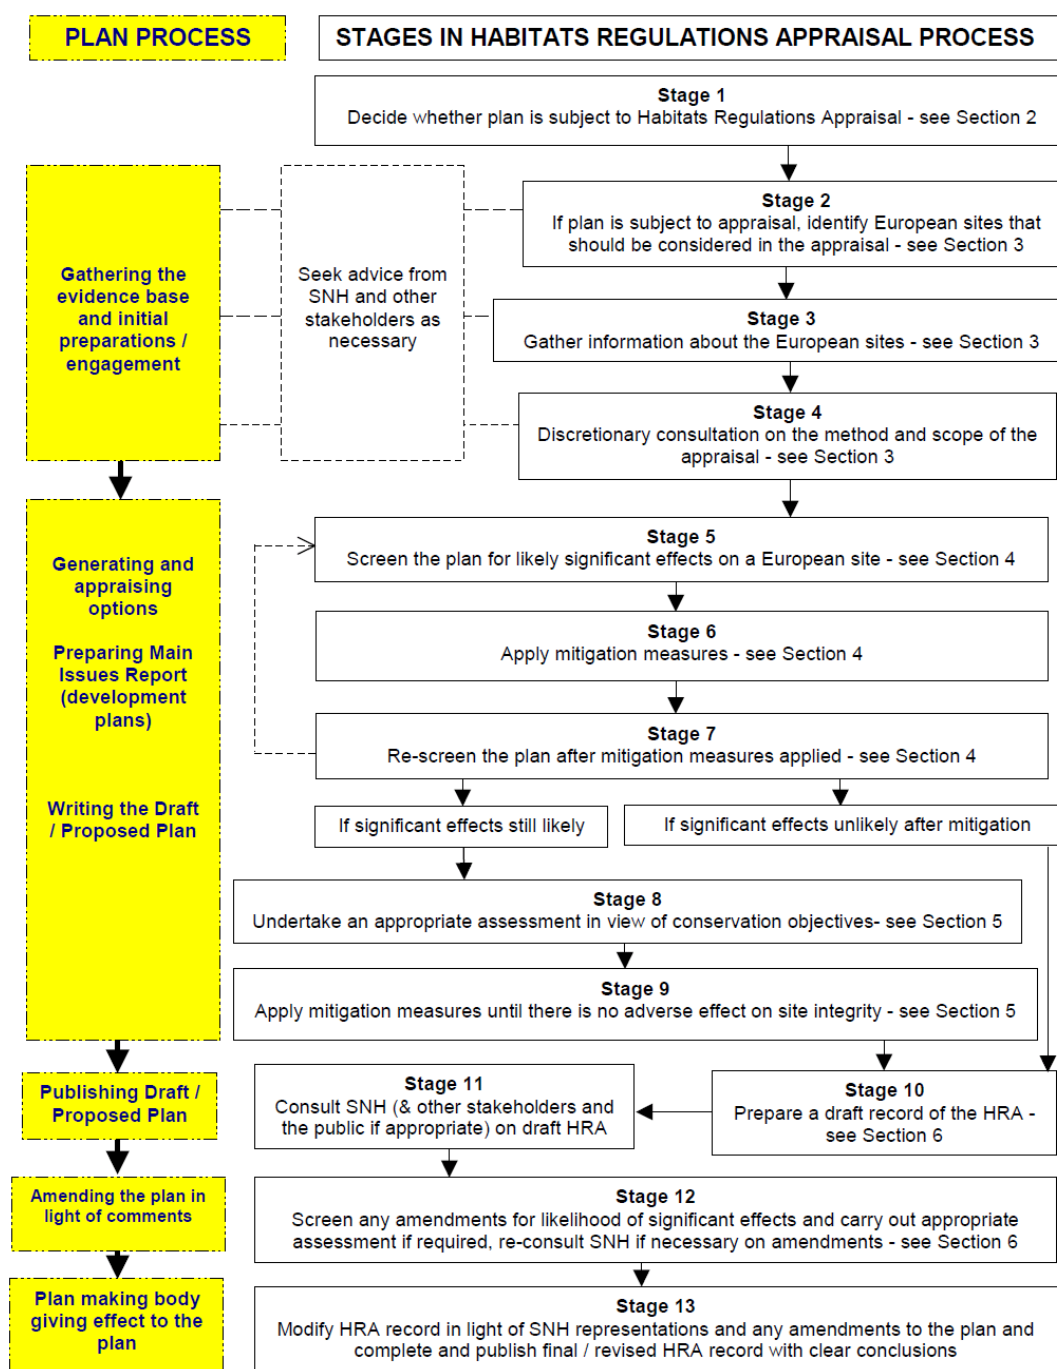 PLAN PROCESS
STAGES IN HABITATS REGULATIONS APPRAISAL PROCESS
Stage 1
Decide whether plan is subject to Habitats Regulations Appraisal - see Section 2
Stage 2
If plan is subject to appraisal, identify European sites that
should be considered in the appraisal - see Section 3
Gathering the
evidence base
and initial
preparations /
engagement
Seek advice from
SNH and other
stakeholders as
necessary
Stage 3
Gather information about the European sites - see Section 3
Stage 4
Discretionary consultation on the method and scope of the
appraisal - see Section 3
Generating and
appraising
options
Preparing Main
Issues Report
(development
plans)
Writing the Draft
/ Proposed Plan
Stage 5
Screen the plan for likely significant effects on a European site - see Section 4
Stage 6
Apply mitigation measures - see Section 4
Stage 7
Re-screen the plan after mitigation measures applied - see Section 4
If significant effects still likely
If significant effects unlikely after mitigation
Stage 8
Undertake an appropriate assessment in view of conservation objectives- see Section 5
Stage 9
Apply mitigation measures until there is no adverse effect on site integrity - see Section 5
Publishing Draft /
Proposed Plan
Stage 11
Consult SNH (& other stakeholders and
the public if appropriate) on draft HRA
Stage 10
Prepare a draft record of the HRA -
see Section 6
Amending the plan in
light of comments
Stage 12
Screen any amendments for likelihood of significant effects and carry out appropriate
assessment if required, re-consult SNH if necessary on amendments - see Section 6
Plan making body
giving effect to the
plan
Stage 13
Modify HRA record in light of SNH representations and any amendments to the plan and
complete and publish final / revised HRA record with clear conclusions